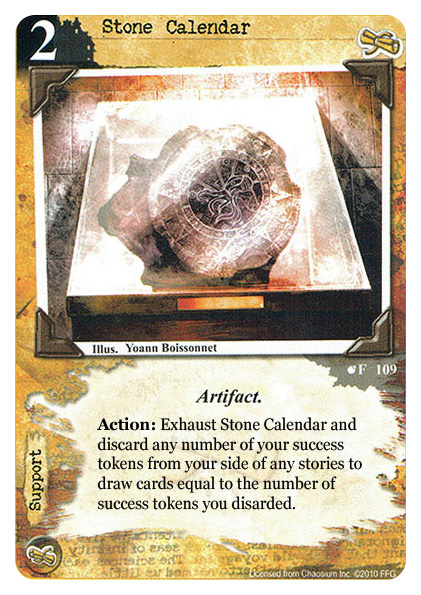 2
Stone Calendar
Illus. Yoann Boissonnet
F 109
Artifact.
Action: Exhaust Stone Calendar and
discard any number of your success
tokens from your side of any stories to
draw cards equal to the number of
success tokens you disarded.
Support
Licensed from Chaosium Inc. ©2010 FFG